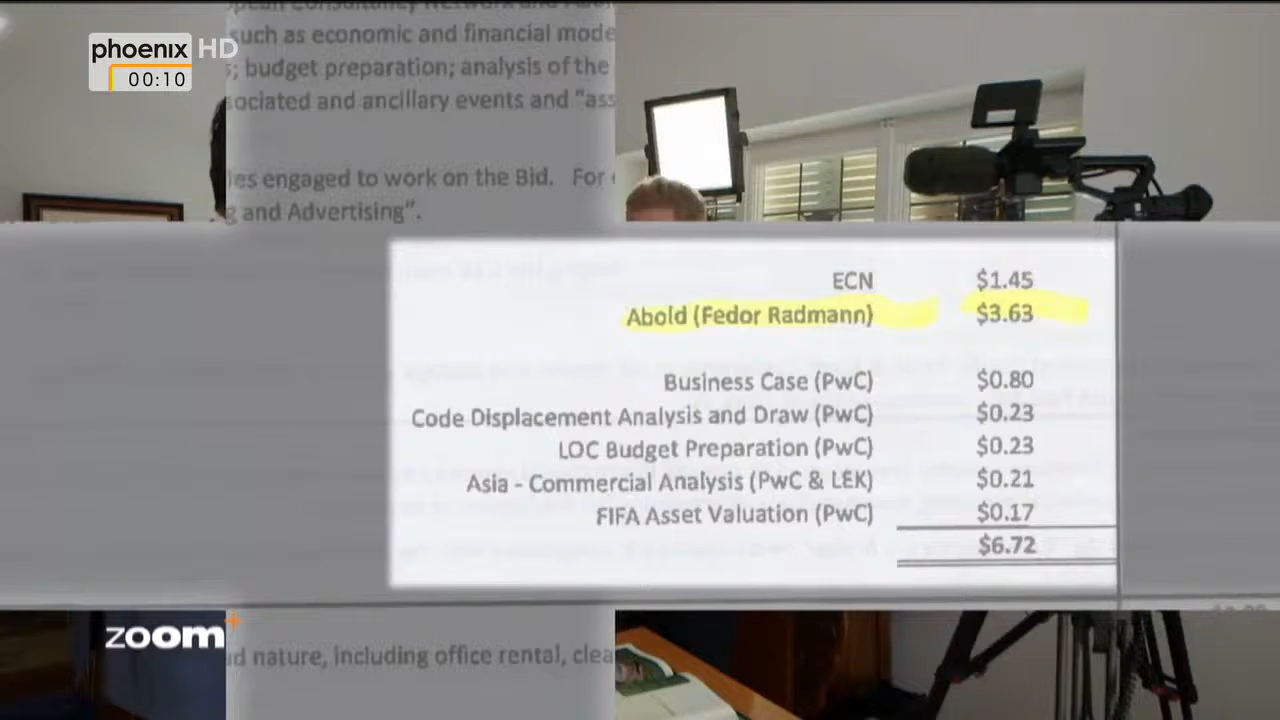 phoenix HD
00:10
such as economic and financial mode
; budget preparation; analysis of the
ociated and ancillary events and "ass
ies engaged to work on the Bid. For
g and Advertising".
ECN $1.45
Abold (Fedor Radmann) $3.63
Business Case (PwC) $0.80
Code Displacement Analysis and Draw (PwC) $0.23
LOC Budget Preparation (PwC) $0.23
Asia - Commercial Analysis (PwC & LEK) $0.21
FIFA Asset Valuation (PwC) $0.17
$6.72
zoom+
d nature, including office rental, clea